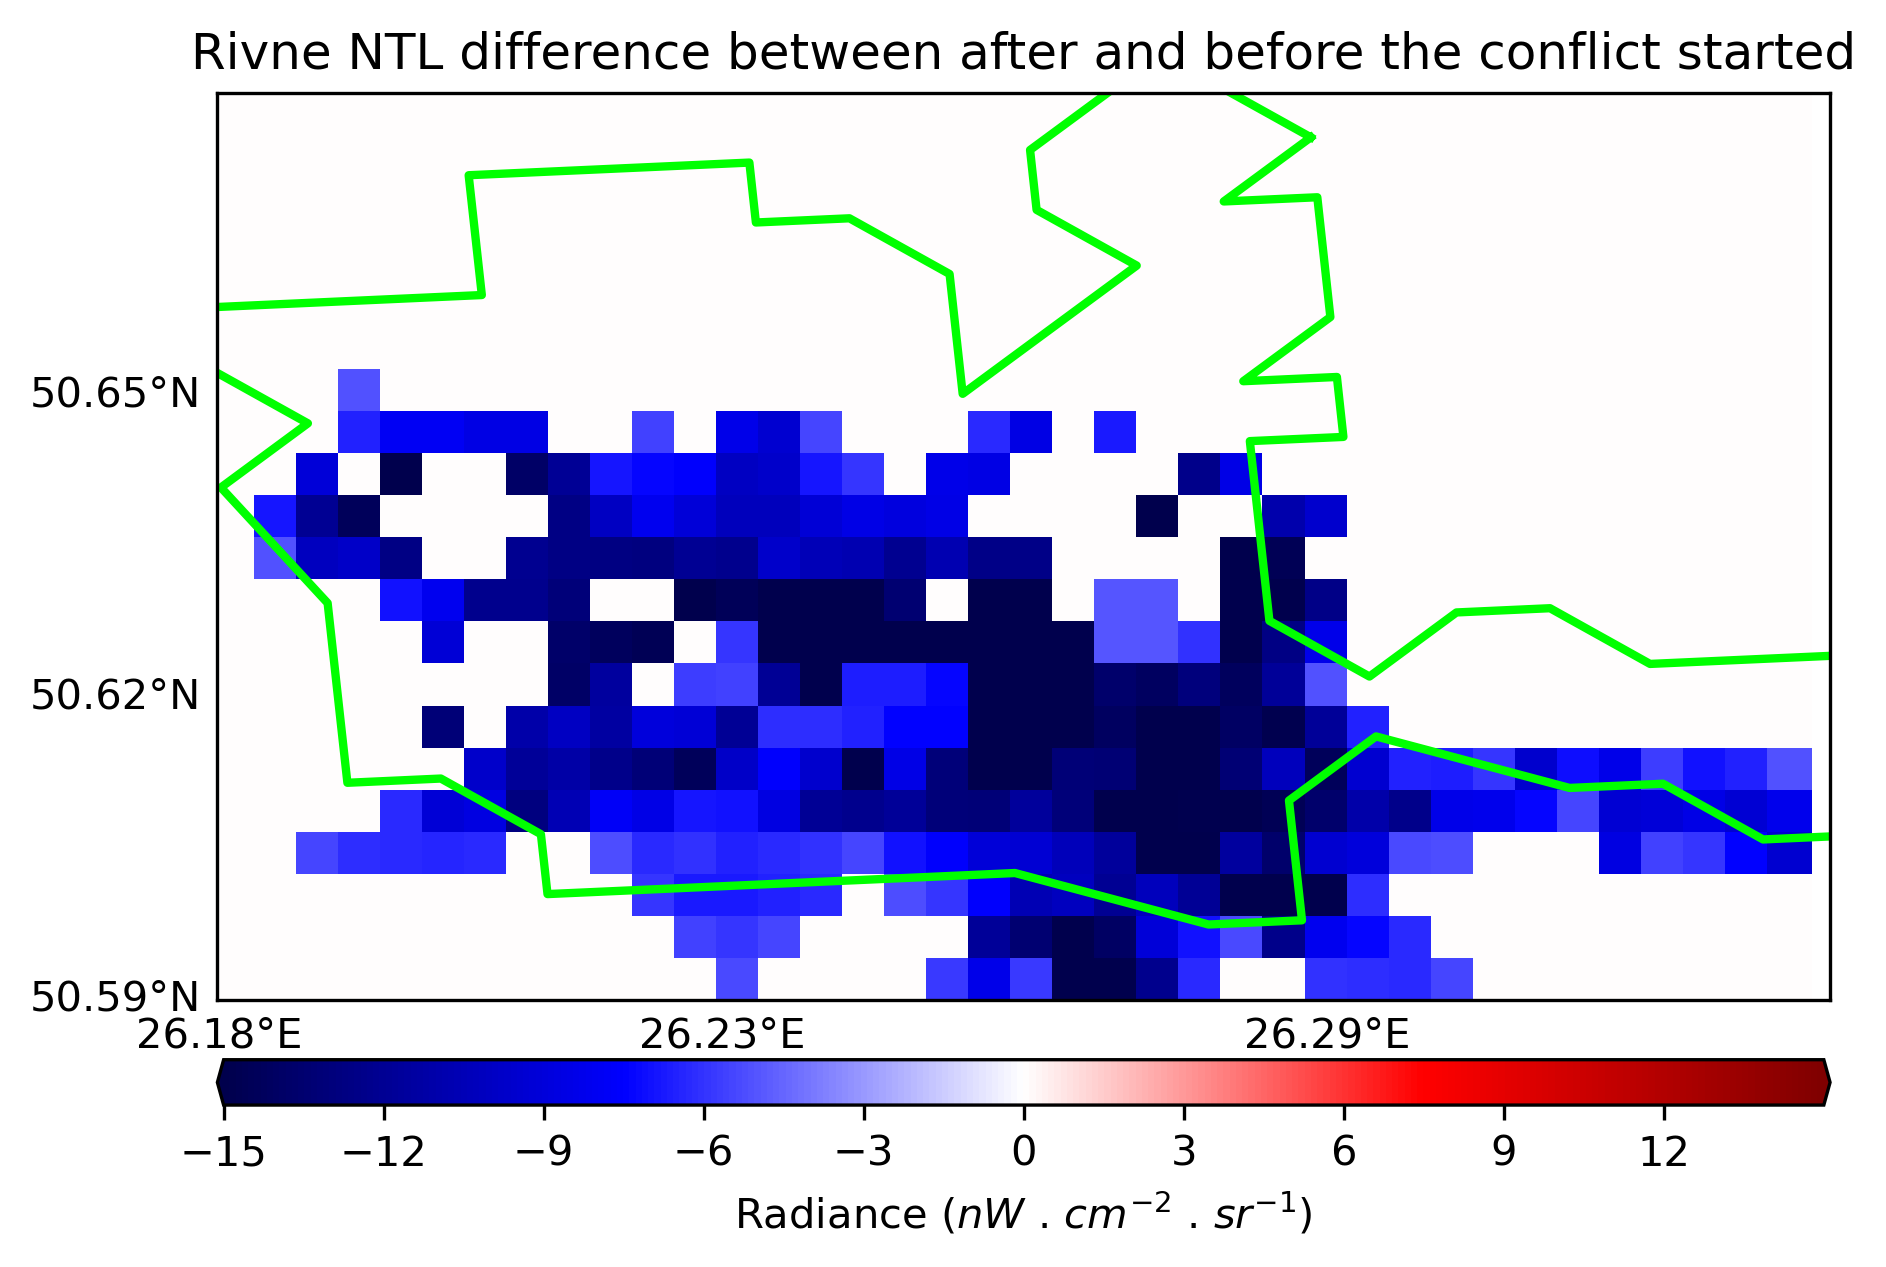 Rivne NTL difference between after and before the conflict started
50.65°N
50.62°N
50.59°N
26.18°E 26.23°E 26.29°E
−15 −12 −9 −6 −3 0 3 6 9 12
Radiance (nW . cm⁻² . sr⁻¹)